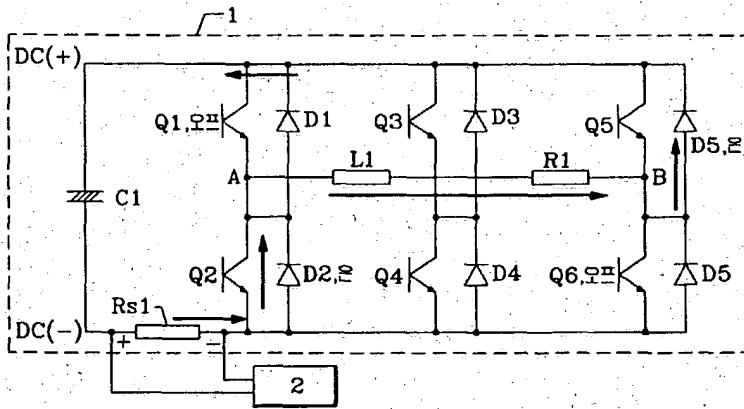 1
DC(+)
Q1,오프
D1
Q3
D3
Q5
D5,온
A
L1
R1
B
C1
Q2
D2,온
Q4
D4
Q6,오프
D5
Rs1
DC(-)
+
-
2